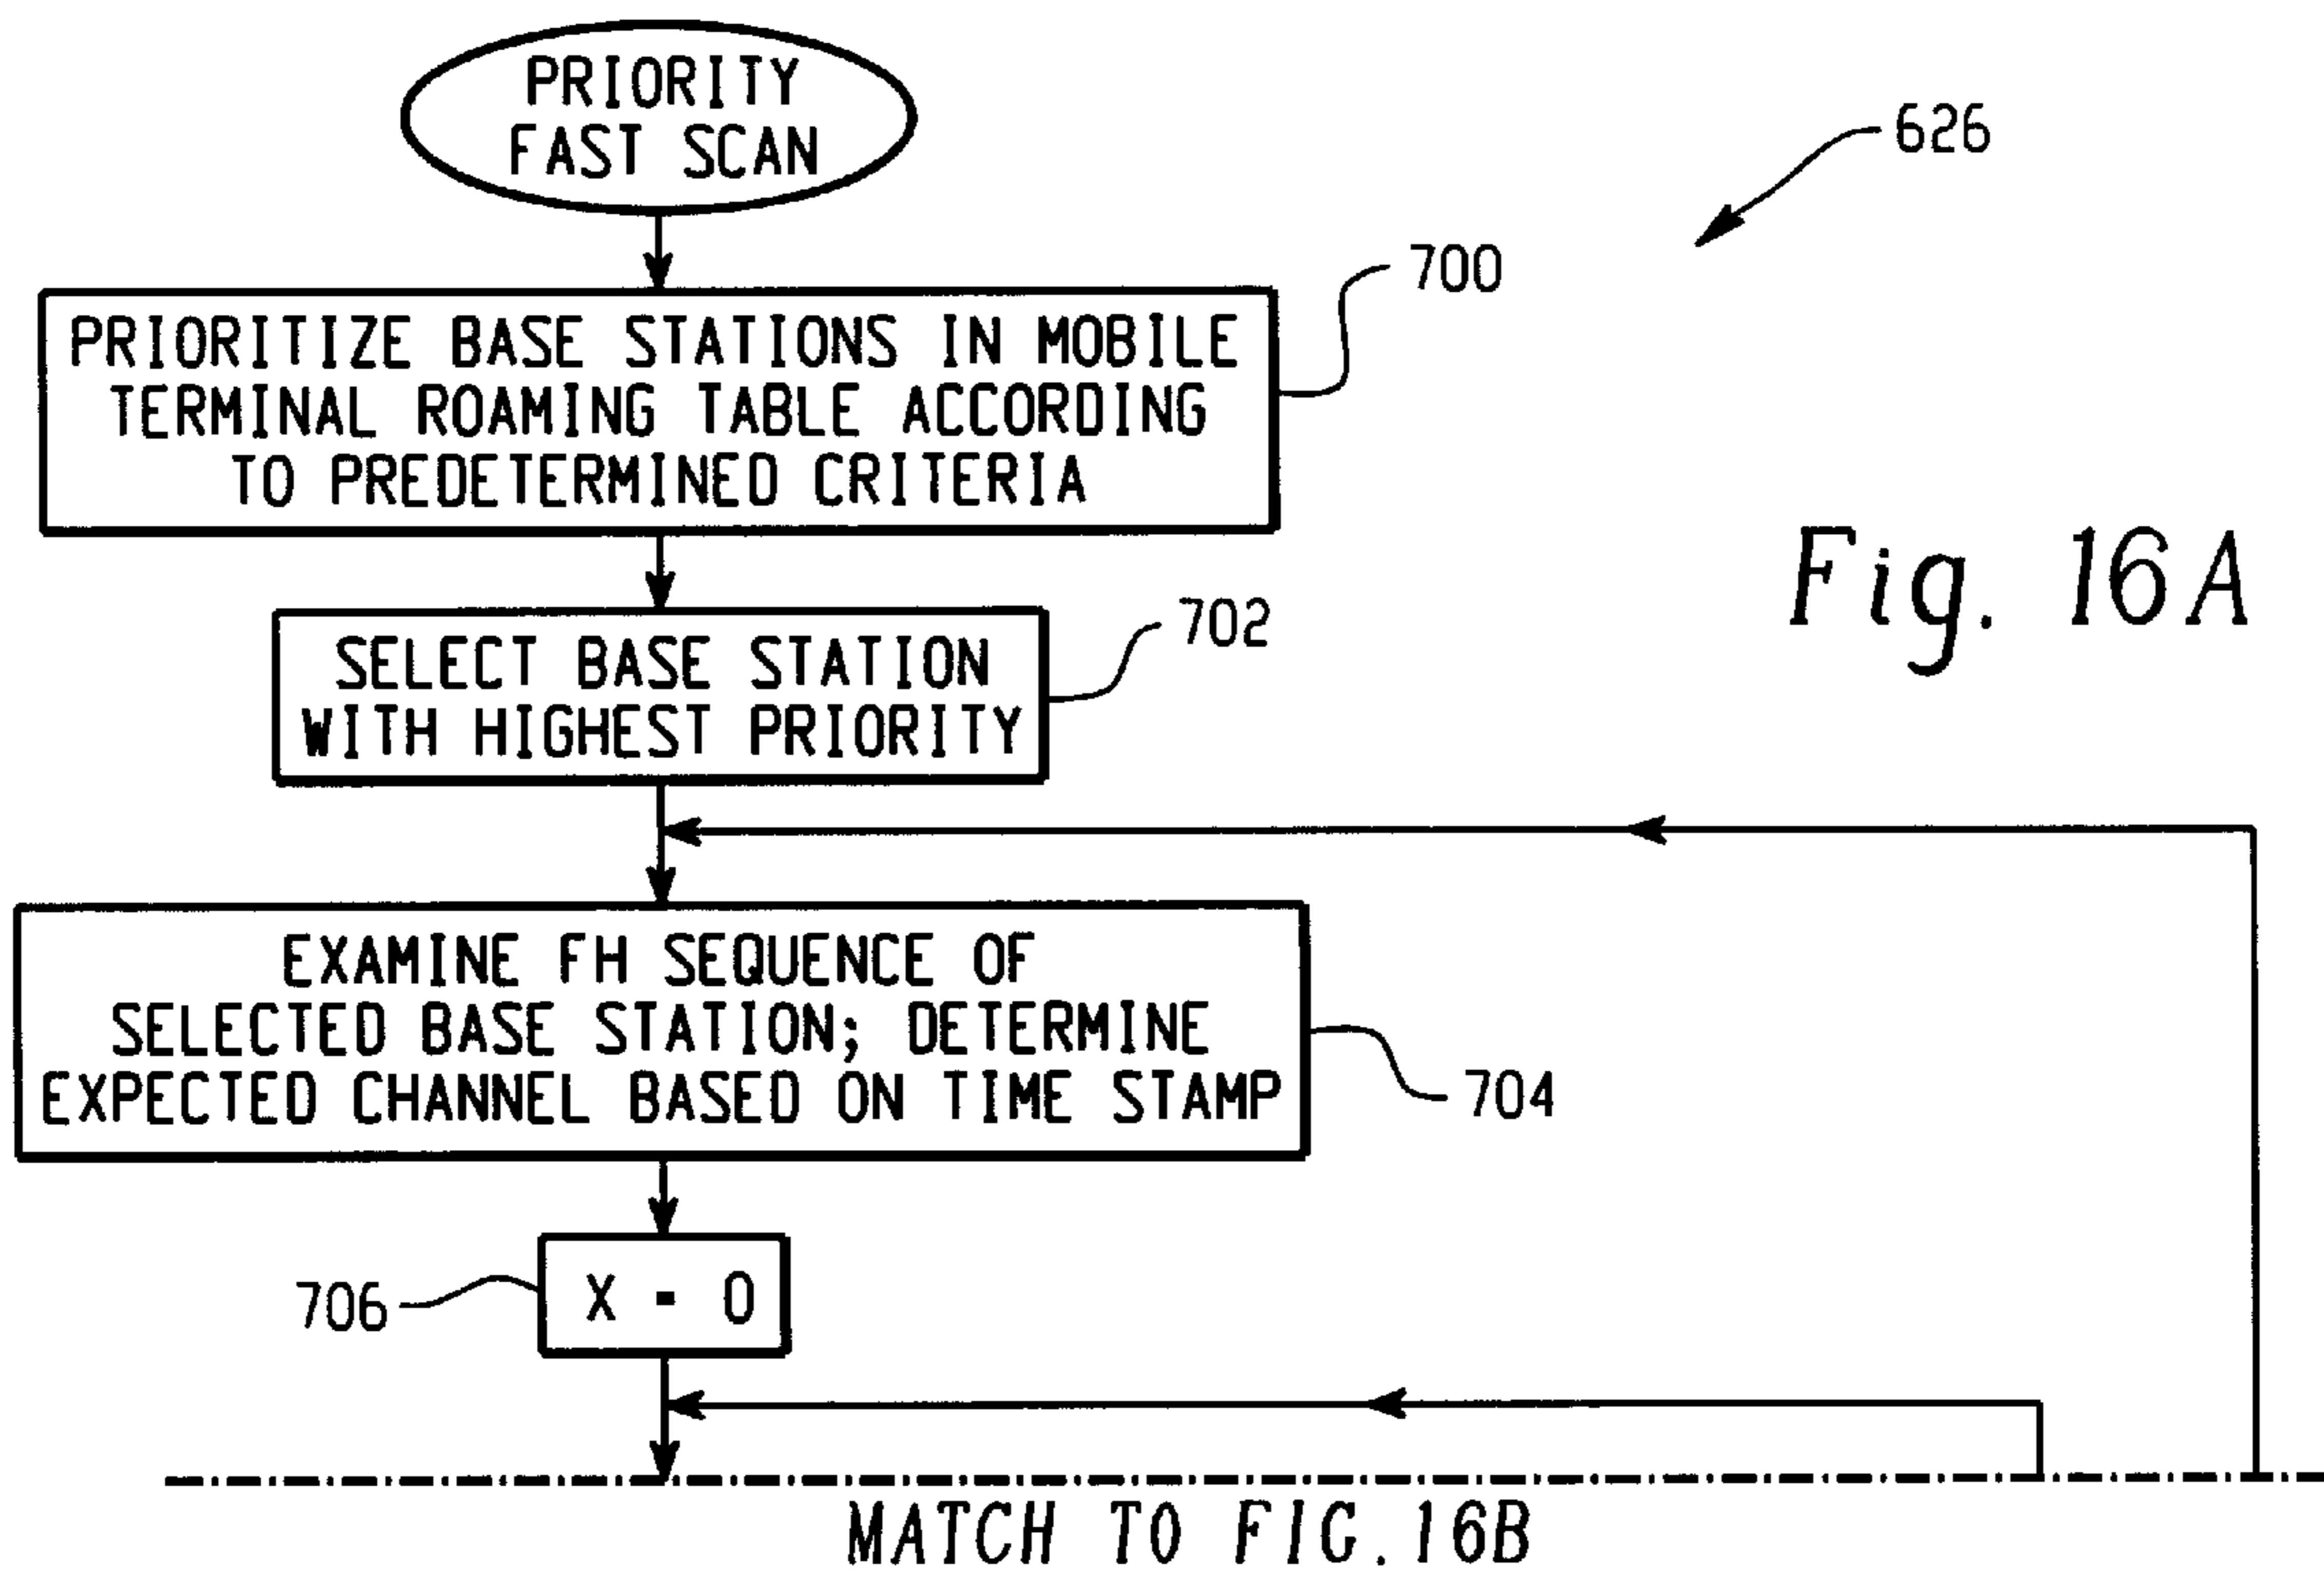 PRIORITY
FAST SCAN
626
700
PRIORITIZE BASE STATIONS IN MOBILE
TERMINAL ROAMING TABLE ACCORDING
TO PREDETERMINED CRITERIA
Fig. 16A
702
SELECT BASE STATION
WITH HIGHEST PRIORITY
EXAMINE FH SEQUENCE OF
SELECTED BASE STATION; DETERMINE
EXPECTED CHANNEL BASED ON TIME STAMP
704
706
X - 0
MATCH TO FIG. 16B